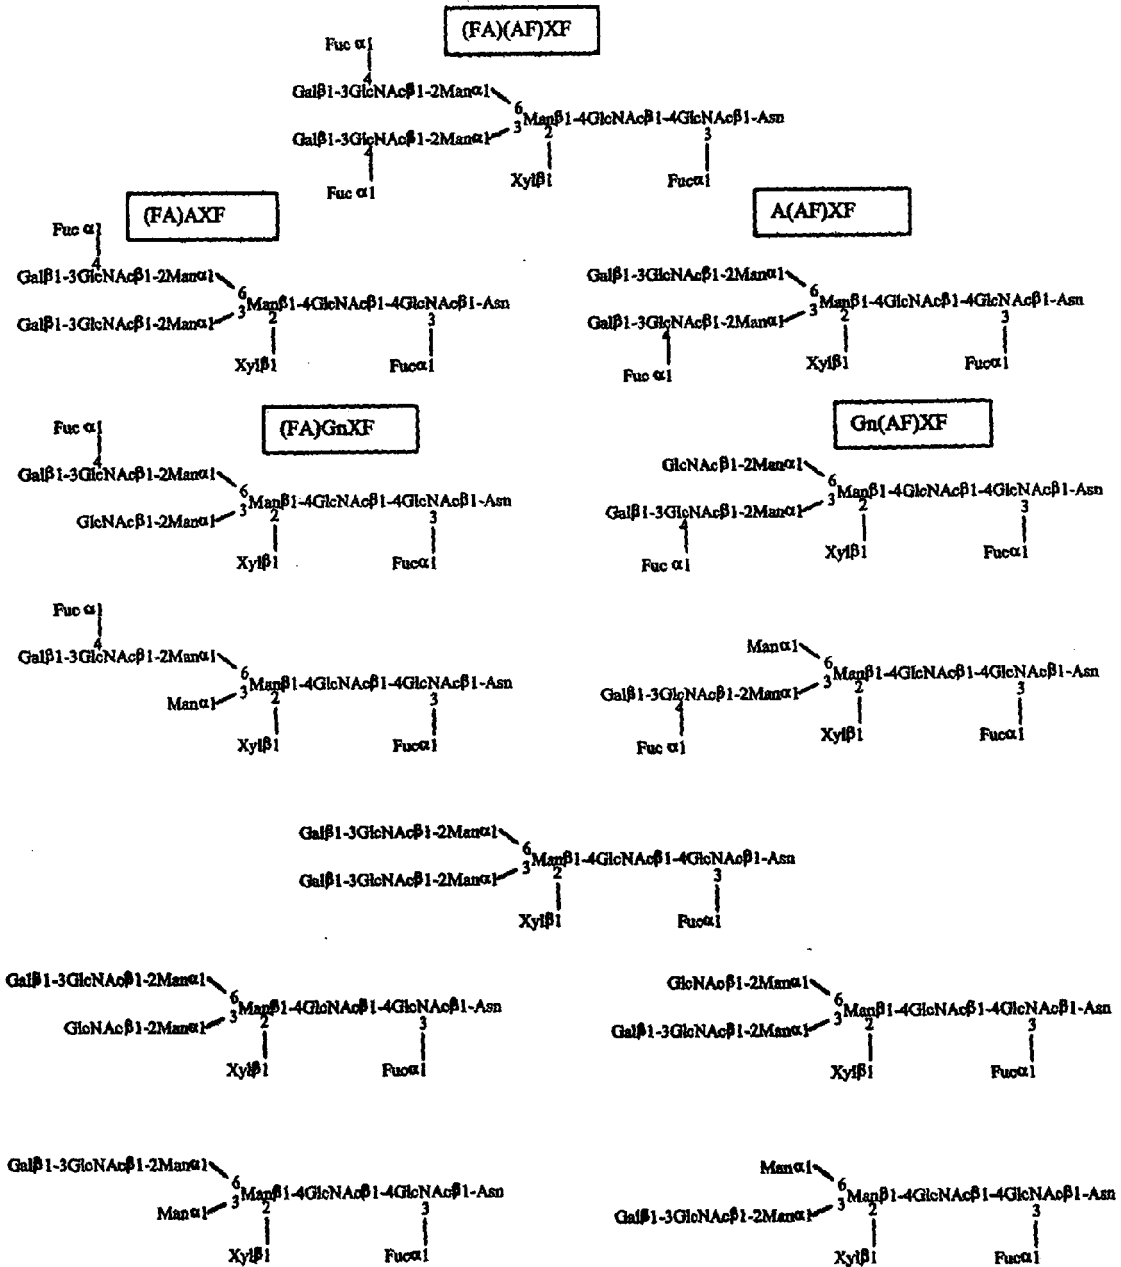 (FA)(AF)XF
Fuc α1
4
Galβ1-3GlcNAcβ1-2Manα1
6
Manβ1-4GlcNAcβ1-4GlcNAcβ1-Asn
3 2 3
Galβ1-3GlcNAcβ1-2Manα1
4
Xylβ1 Fucα1
Fuc α1
(FA)AXF
Fuc α1
4
Galβ1-3GlcNAcβ1-2Manα1
6
Manβ1-4GlcNAcβ1-4GlcNAcβ1-Asn
3 2 3
Galβ1-3GlcNAcβ1-2Manα1
Xylβ1 Fucα1
A(AF)XF
Galβ1-3GlcNAcβ1-2Manα1
6
Manβ1-4GlcNAcβ1-4GlcNAcβ1-Asn
3 2 3
Galβ1-3GlcNAcβ1-2Manα1
4
Xylβ1 Fucα1
Fuc α1
(FA)GnXF
Fuc α1
4
Galβ1-3GlcNAcβ1-2Manα1
6
Manβ1-4GlcNAcβ1-4GlcNAcβ1-Asn
3 2 3
GlcNAcβ1-2Manα1
Xylβ1 Fucα1
Gn(AF)XF
GlcNAcβ1-2Manα1
6
Manβ1-4GlcNAcβ1-4GlcNAcβ1-Asn
3 2 3
Galβ1-3GlcNAcβ1-2Manα1
4
Xylβ1 Fucα1
Fuc α1
Fuc α1
4
Galβ1-3GlcNAcβ1-2Manα1
6
Manβ1-4GlcNAcβ1-4GlcNAcβ1-Asn
3 2 3
Manα1
Xylβ1 Fucα1
Manα1
6
Manβ1-4GlcNAcβ1-4GlcNAcβ1-Asn
3 2 3
Galβ1-3GlcNAcβ1-2Manα1
4
Xylβ1 Fucα1
Fuc α1
Galβ1-3GlcNAcβ1-2Manα1
6
Manβ1-4GlcNAcβ1-4GlcNAcβ1-Asn
3 2 3
Galβ1-3GlcNAcβ1-2Manα1
Xylβ1 Fucα1
Galβ1-3GlcNAcβ1-2Manα1
6
Manβ1-4GlcNAcβ1-4GlcNAcβ1-Asn
3 2 3
GlcNAcβ1-2Manα1
Xylβ1 Fucα1
GlcNAcβ1-2Manα1
6
Manβ1-4GlcNAcβ1-4GlcNAcβ1-Asn
3 2 3
Galβ1-3GlcNAcβ1-2Manα1
Xylβ1 Fucα1
Galβ1-3GlcNAcβ1-2Manα1
6
Manβ1-4GlcNAcβ1-4GlcNAcβ1-Asn
3 2 3
Manα1
Xylβ1 Fucα1
Manα1
6
Manβ1-4GlcNAcβ1-4GlcNAcβ1-Asn
3 2 3
Galβ1-3GlcNAcβ1-2Manα1
Xylβ1 Fucα1